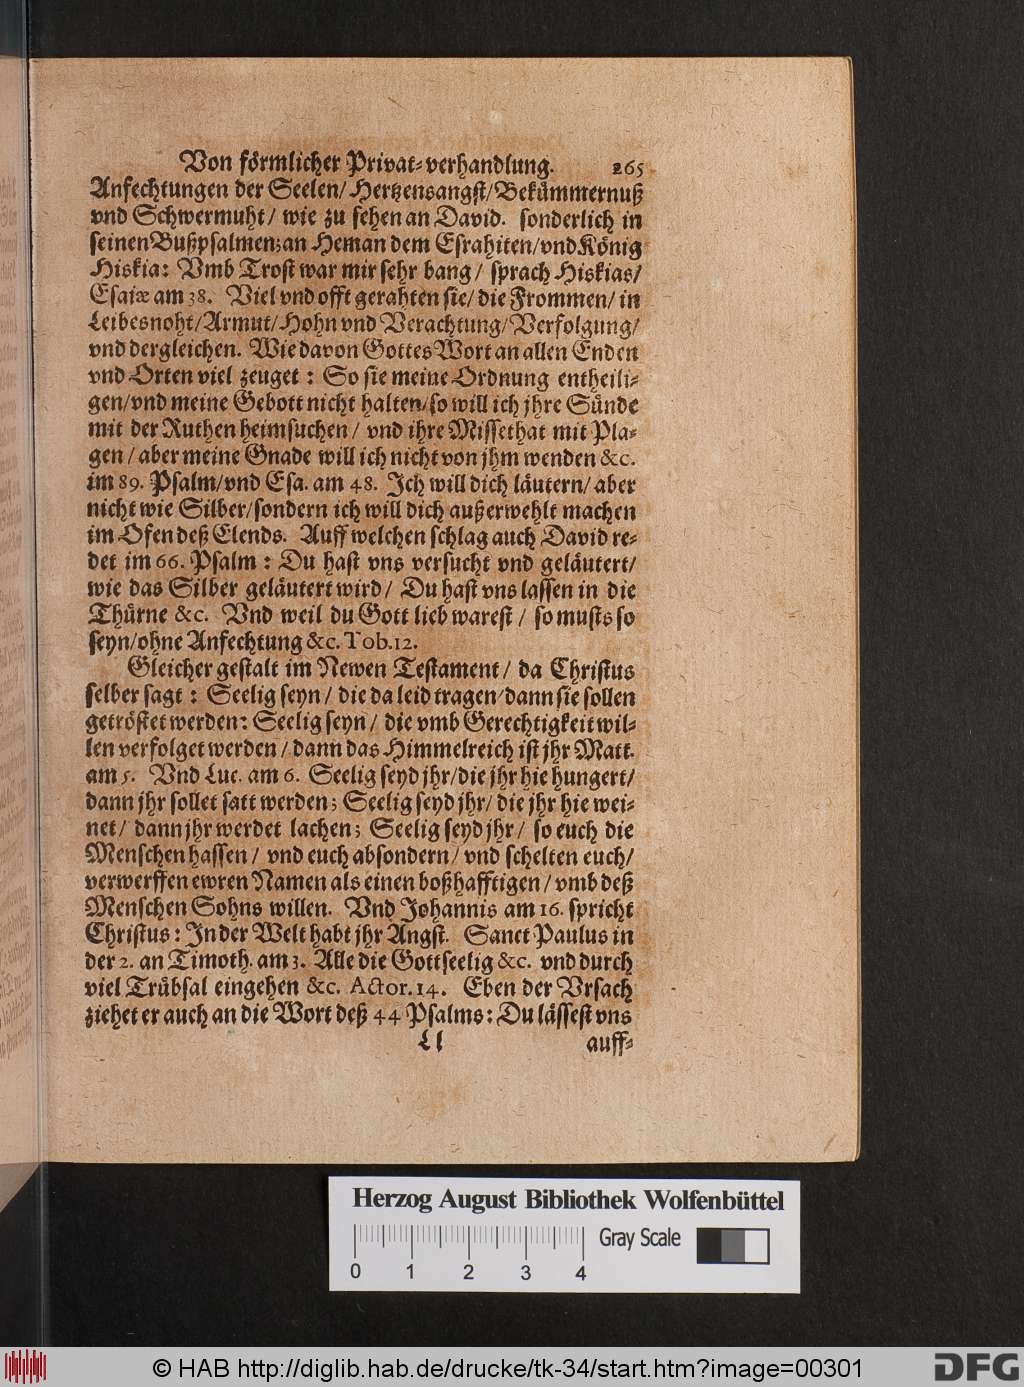 Von förmlicher Privat⸗verhandlung. 265
Anfechtungen der Seelen/ Hertzensangst/ Bekümmernuß
vnd Schwermuht/ wie zu sehen an David. sonderlich in
seinen Bußpsalmen; an Heman dem Esrahiten/ vnd König
Hiskia: Vmb Trost war mir sehr bang/ sprach Hiskias/
Esajæ am 38. Viel vnd offt gerahten sie/ die Frommen/ in
Leibesnoht/ Armut/ Hohn vnd Verachtung/ Verfolgung/
vnd dergleichen. Wie davon Gottes Wort an allen Enden
vnd Orten viel zeuget: So sie meine Ordnung entheili⸗
gen/ vnd meine Gebott nicht halten/ so will ich jhre Sünde
mit der Ruthen heimsuchen/ vnd ihre Missethat mit Pla⸗
gen/ aber meine Gnade will ich nicht von jhm wenden &c.
im 89. Psalm/ vnd Esa. am 48. Ich will dich läutern/ aber
nicht wie Silber/ sondern ich will dich außerwehlt machen
im Ofen deß Elends. Auff welchen schlag auch David re⸗
det im 66. Psalm: Du hast vns versucht vnd geläutert/
wie das Silber geläutert wird/ Du hast vns lassen in die
Thürne &c. Vnd weil du Gott lieb warest/ so musts so
seyn/ ohne Anfechtung &c. Tob. 12.
Gleicher gestalt im Newen Testament/ da Christus
selber sagt: Seelig seyn/ die da leid tragen/ dann sie sollen
getröstet werden: Seelig seyn/ die vmb Gerechtigkeit wil⸗
len verfolget werden/ dann das Himmelreich ist jhr Matt.
am 5. Vnd Luc. am 6. Seelig seyd jhr/ die jhr hie hungert/
dann jhr sollet satt werden; Seelig seyd jhr/ die jhr hie wei⸗
net/ dann jhr werdet lachen; Seelig seyd jhr/ so euch die
Menschen hassen/ vnd euch absondern/ vnd schelten euch/
verwerffen ewren Namen als einen boßhafftigen/ vmb deß
Menschen Sohns willen. Vnd Johannis am 16. spricht
Christus: In der Welt habt jhr Angst. Sanct Paulus in
der 2. an Timoth. am 3. Alle die Gottseelig &c. vnd durch
viel Trübsal eingehen &c. Actor. 14. Eben der Vrsach
ziehet er auch an die Wort deß 44 Psalms: Du lässest vns
Ll auff⸗
Herzog August Bibliothek Wolfenbüttel
Gray Scale
0 1 2 3 4
© HAB http://diglib.hab.de/drucke/tk-34/start.htm?image=00301
DFG